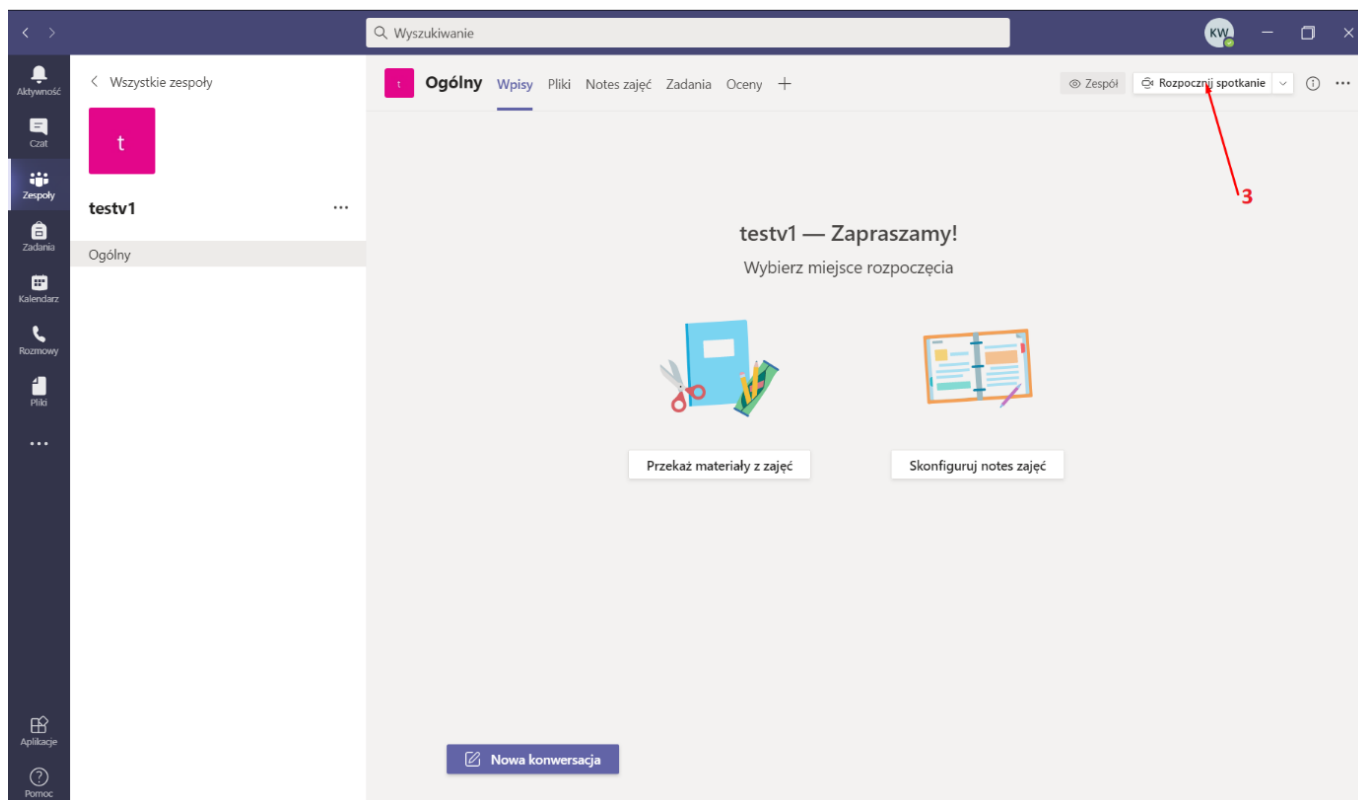 Wyszukiwanie
KW
Aktywność
Czat
Zespoły
Zadania
Kalendarz
Rozmowy
Pliki
Aplikacje
Pomoc
Wszystkie zespoły
t
testv1
Ogólny
t Ogólny Wpisy Pliki Notes zajęć Zadania Oceny
Zespół Rozpocznij spotkanie
3
testv1 — Zapraszamy!
Wybierz miejsce rozpoczęcia
Przekaż materiały z zajęć
Skonfiguruj notes zajęć
Nowa konwersacja